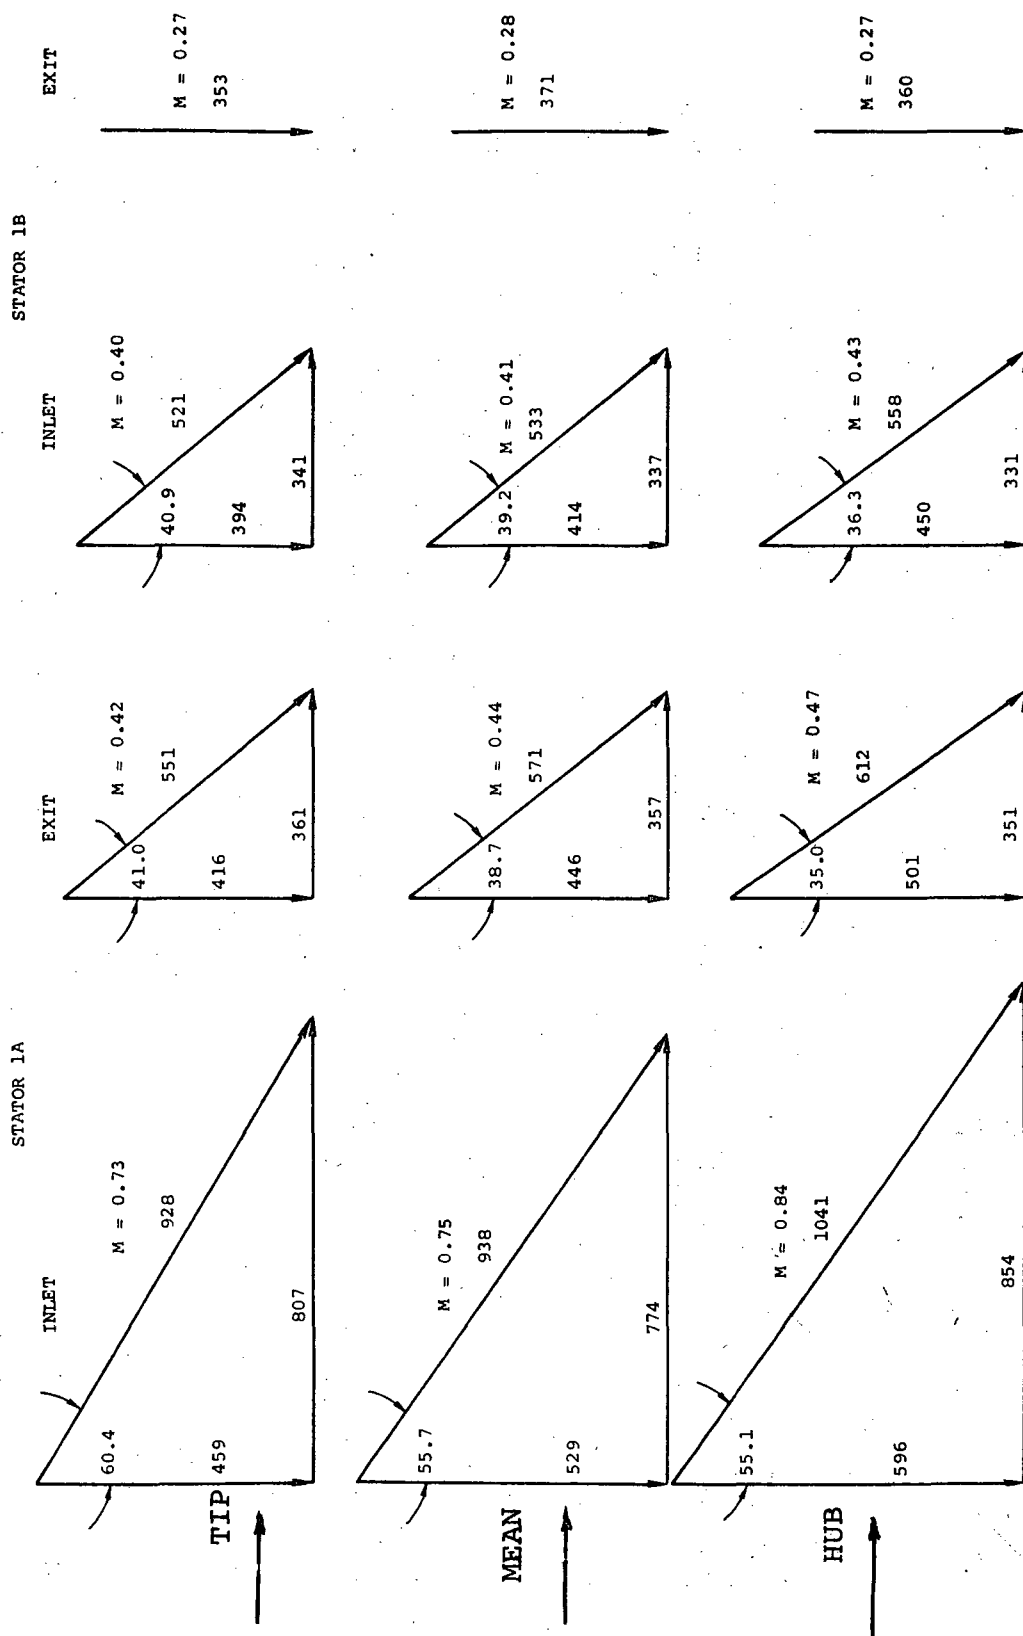 STATOR 1A
STATOR 1B
INLET
EXIT
INLET
EXIT
TIP
60.4
459
M = 0.73
928
807
41.0
416
M = 0.42
551
361
40.9
394
M = 0.40
521
341
M = 0.27
353
MEAN
55.7
529
M = 0.75
938
774
38.7
446
M = 0.44
571
357
39.2
414
M = 0.41
533
337
M = 0.28
371
HUB
55.1
596
M = 0.84
1041
854
35.0
501
M = 0.47
612
351
36.3
450
M = 0.43
558
331
M = 0.27
360